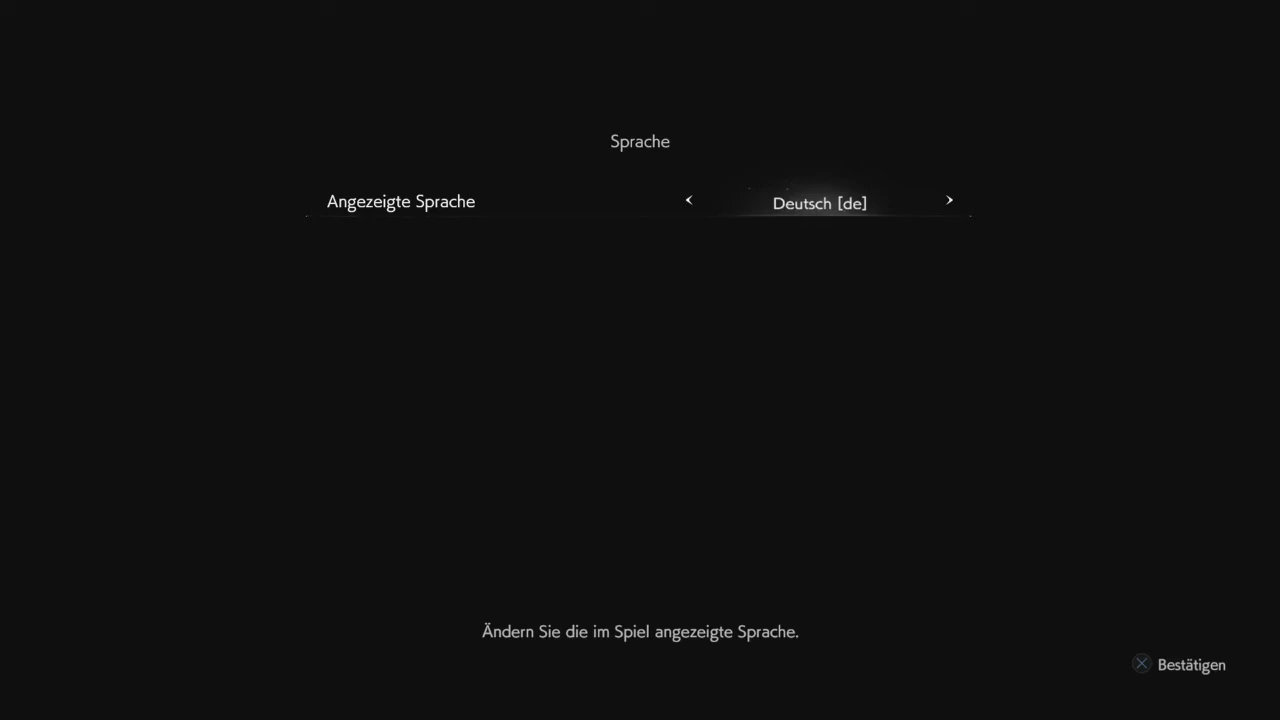 Sprache
Angezeigte Sprache
Deutsch [de]
Ändern Sie die im Spiel angezeigte Sprache.
Bestätigen